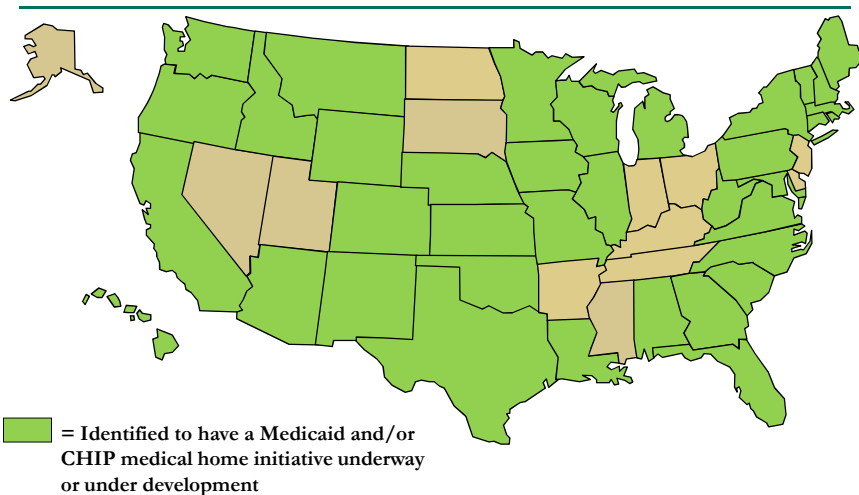 = Identified to have a Medicaid and/or
CHIP medical home initiative underway
or under development